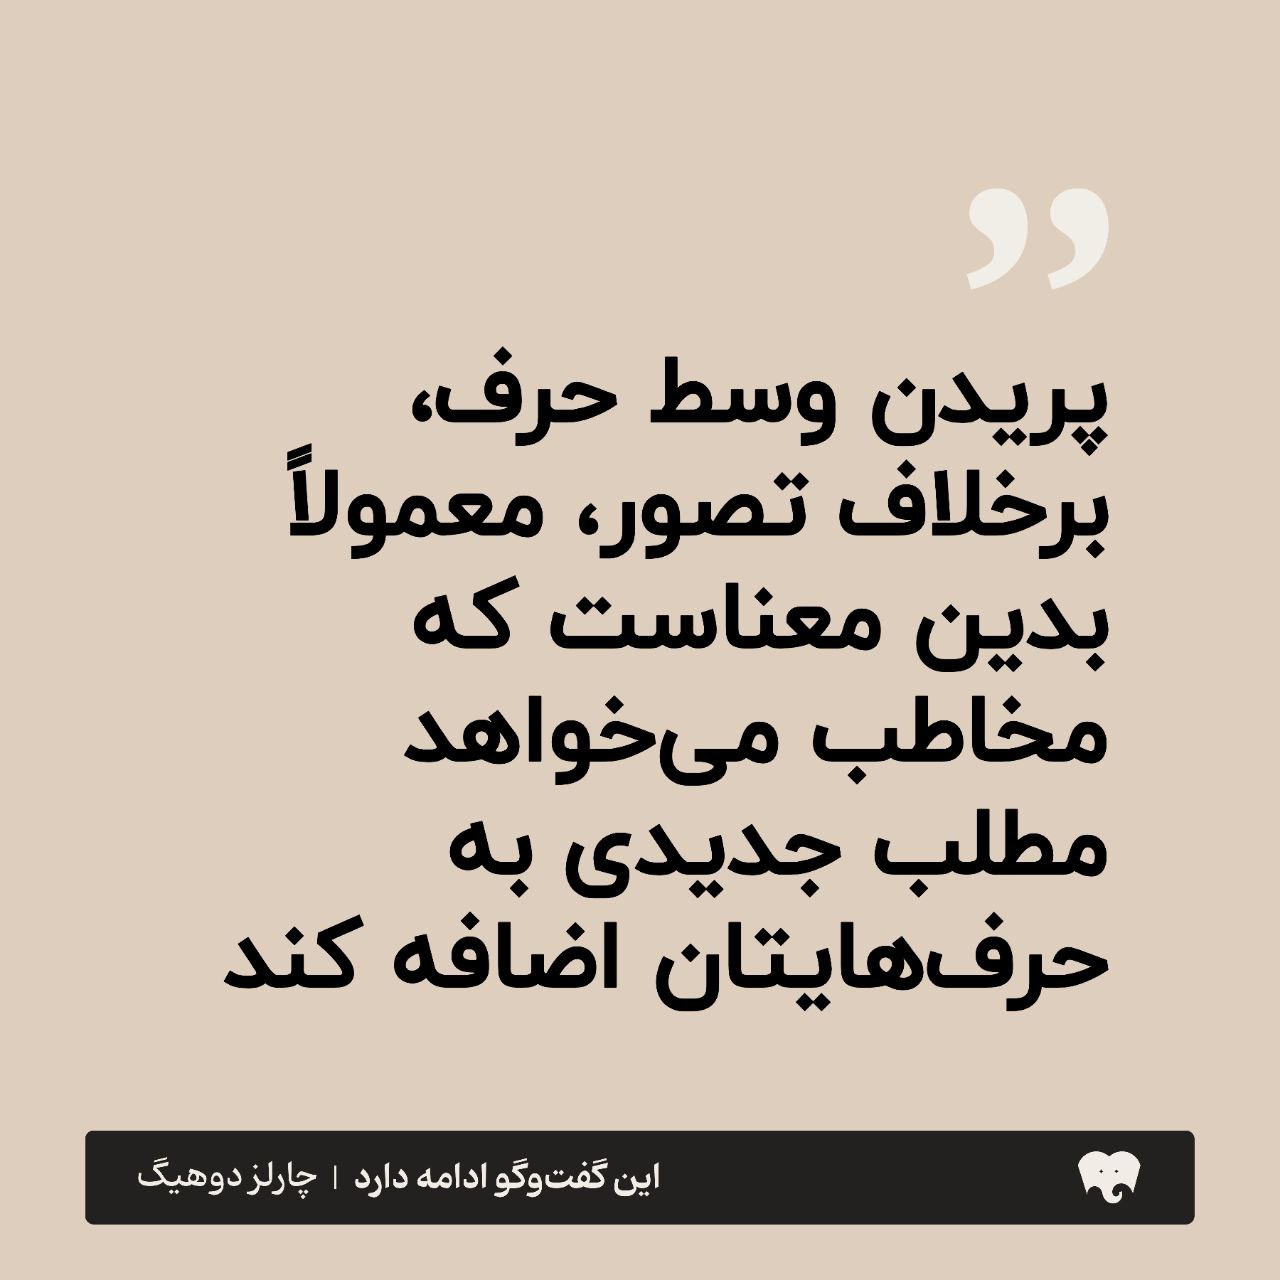 ”
پریدن وسط حرف،
برخلاف تصور، معمولاً
بدین معناست که
مخاطب می‌خواهد
مطلب جدیدی به
حرف‌هایتان اضافه کند
این گفت‌وگو ادامه دارد | چارلز دوهیگ